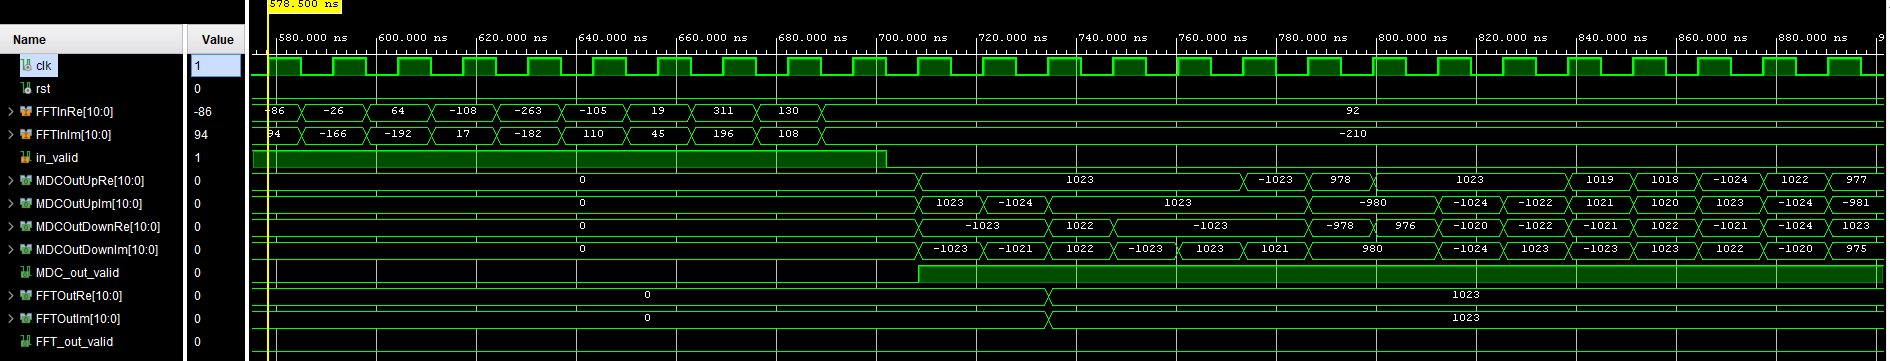 578.500 ns
Name Value 580.000 ns 600.000 ns 620.000 ns 640.000 ns 660.000 ns 680.000 ns 700.000 ns 720.000 ns 740.000 ns 760.000 ns 780.000 ns 800.000 ns 820.000 ns 840.000 ns 860.000 ns 880.000 ns 9
clk 1
rst 0
FFTInRe[10:0] -86 -86 -26 64 -108 -263 -105 19 311 130 92
FFTInIm[10:0] 94 94 -166 -192 17 -182 110 45 196 108 -210
in_valid 1
MDCOutUpRe[10:0] 0 0 1023 -1023 978 1023 1019 1018 -1024 1022 977
MDCOutUpIm[10:0] 0 0 1023 -1024 1023 -980 -1024 -1022 1021 1020 1023 -1024 -981
MDCOutDownRe[10:0] 0 0 -1023 1022 -1023 -978 976 -1020 -1022 -1021 1022 -1021 -1024 1023
MDCOutDownIm[10:0] 0 0 -1023 -1021 1022 -1023 1023 1021 980 -1024 1023 -1023 1023 1022 -1020 975
MDC_out_valid 0
FFTOutRe[10:0] 0 0 1023
FFTOutIm[10:0] 0 0 1023
FFT_out_valid 0